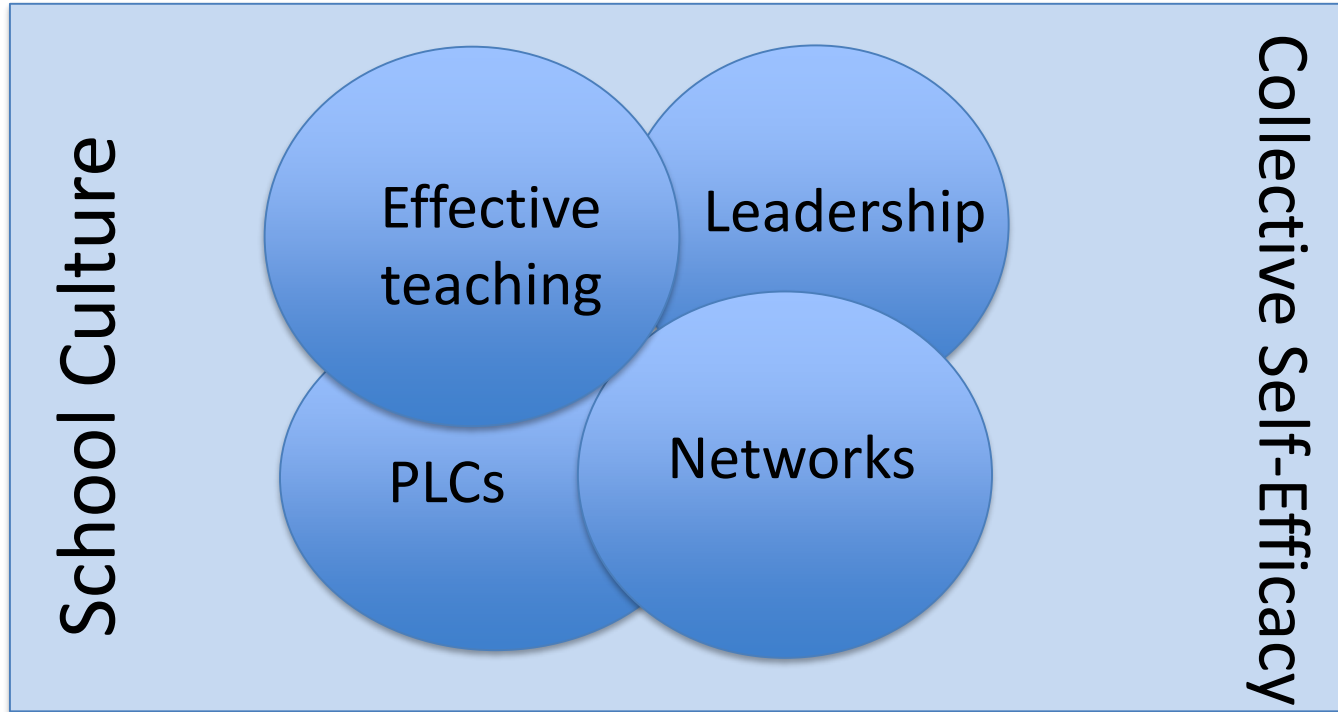 School Culture
Effective
teaching
Leadership
PLCs
Networks
Collective Self-Efficacy